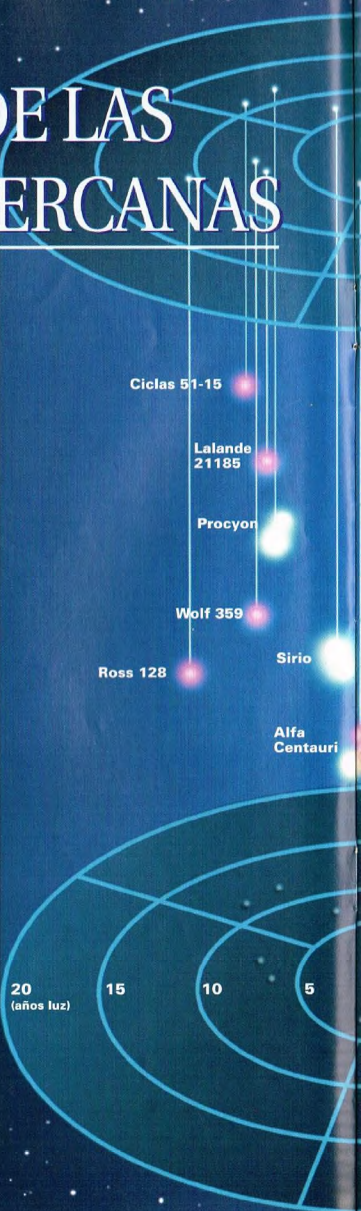 DE LAS
ERCANAS
Ciclas 51-15
Lalande
21185
Procyon
Wolf 359
Ross 128
Sirio
Alfa
Centauri
20
(años luz)
15
10
5